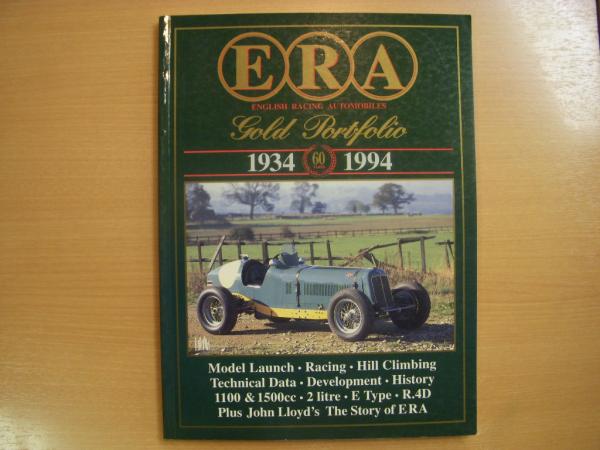 ERA
ENGLISH RACING AUTOMOBILES
Gold Portfolio
1934 60 YEARS 1994
Model Launch · Racing · Hill Climbing
Technical Data · Development · History
1100 & 1500cc · 2 litre · E Type · R.4D
Plus John Lloyd's The Story of ERA